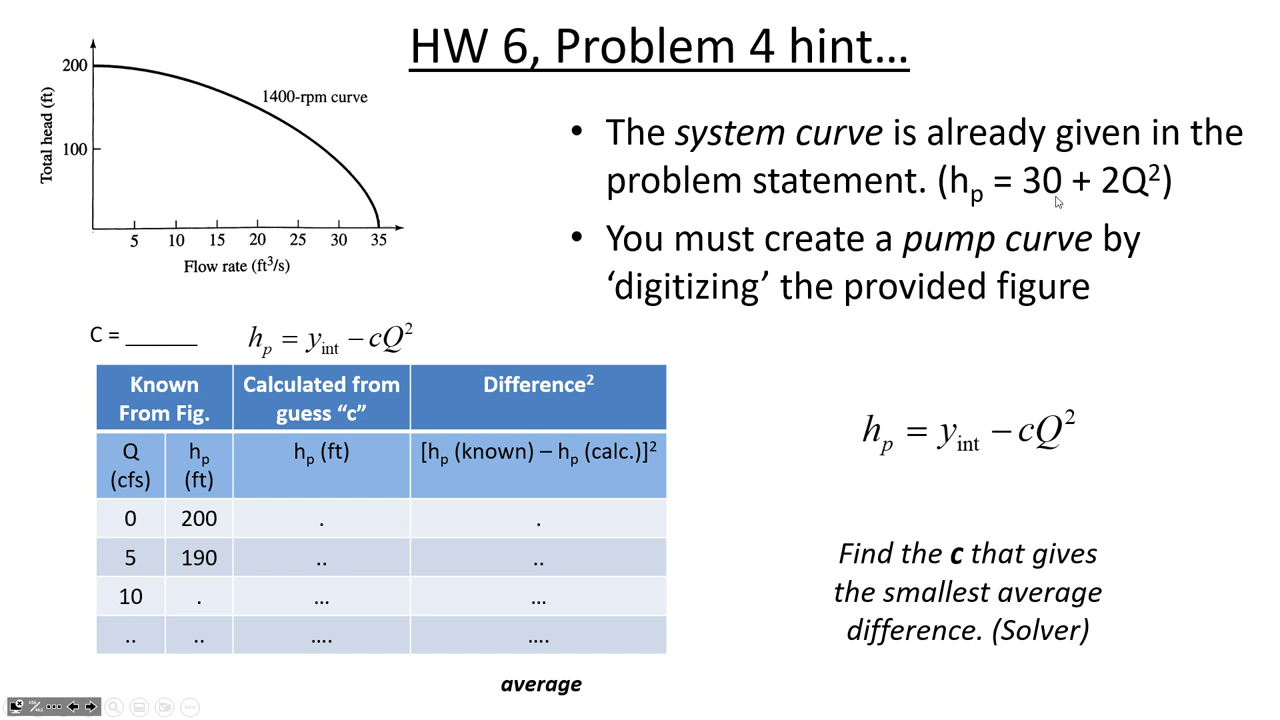 HW 6, Problem 4 hint…
Total head (ft)
200
100
1400-rpm curve
5 10 15 20 25 30 35
Flow rate (ft³/s)
• The system curve is already given in the
problem statement. (hₚ = 30 + 2Q²)
• You must create a pump curve by
‘digitizing’ the provided figure
C = ______
hₚ = y_int − cQ²
Known
From Fig.
Calculated from
guess “c”
Difference²
Q
(cfs)
hₚ
(ft)
hₚ (ft)
[hₚ (known) – hₚ (calc.)]²
0 200 . .
5 190 .. ..
10 . … …
.. .. …. ….
average
hₚ = y_int − cQ²
Find the c that gives
the smallest average
difference. (Solver)